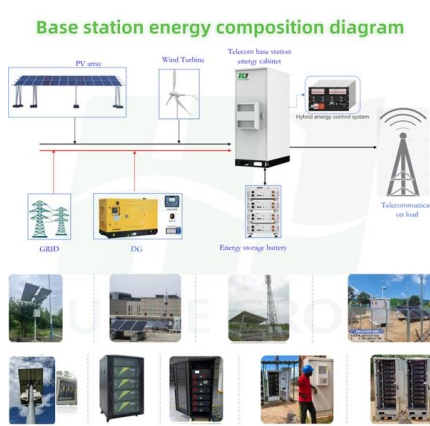 Base station energy composition diagram
PV array
Wind Turbine
Telecom base station
energy cabinet
Hybrid energy control system
Telecommunicati
on load
GRID
DG
Energy storage battery